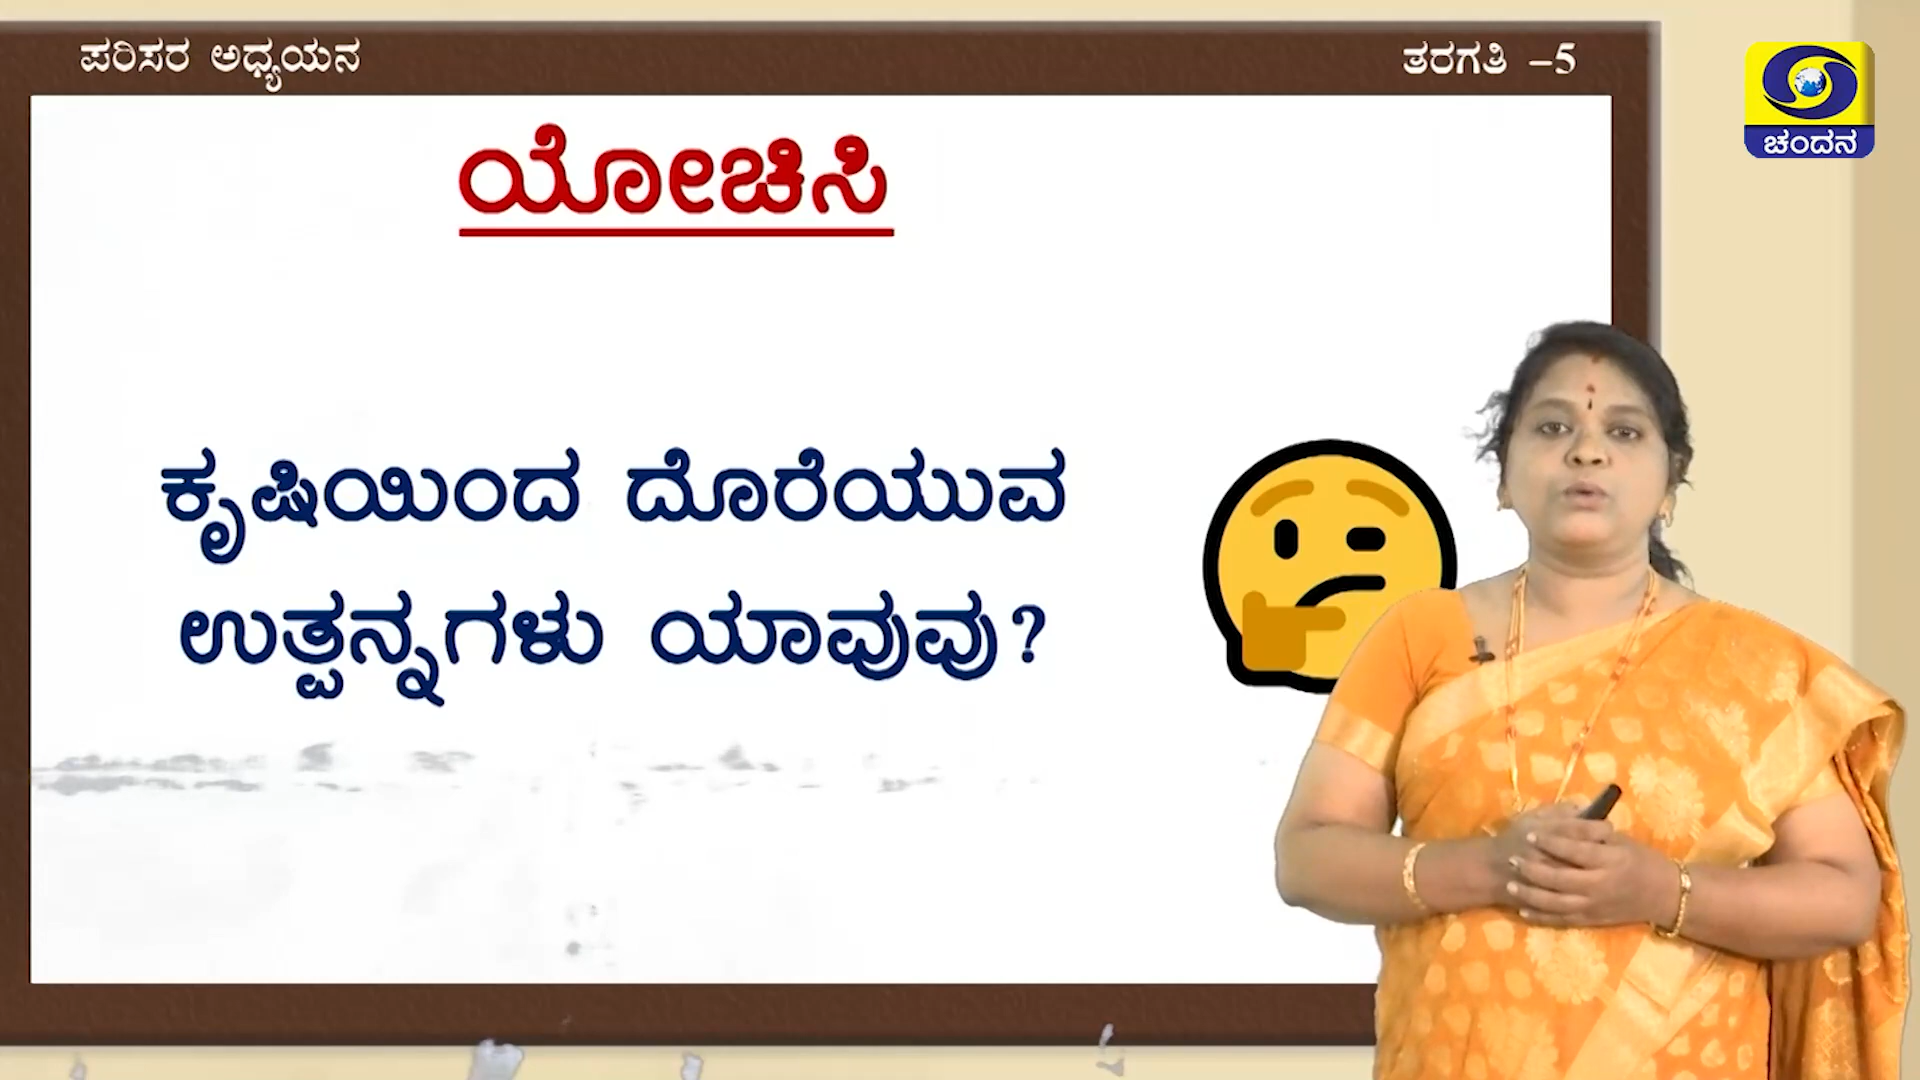 ಪರಿಸರ ಅಧ್ಯಯನ
ತರಗತಿ –5
ಚಂದನ
ಯೋಚಿಸಿ
ಕೃಷಿಯಿಂದ ದೊರೆಯುವ
ಉತ್ಪನ್ನಗಳು ಯಾವುವು?